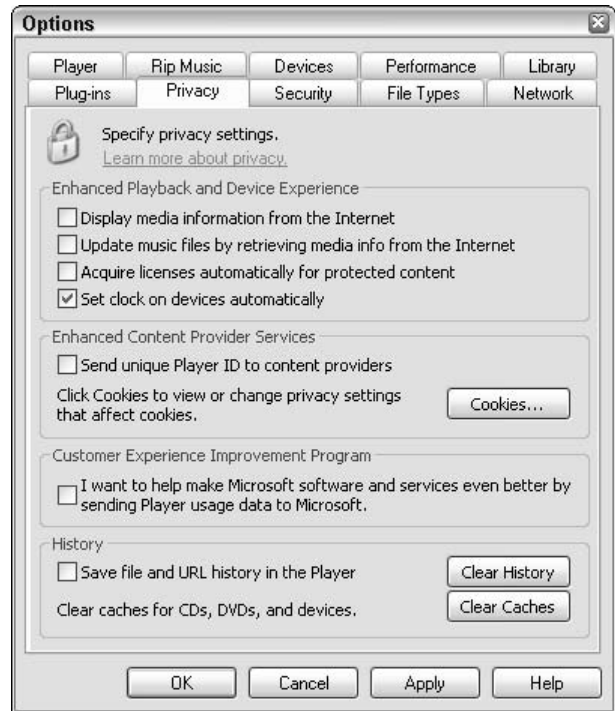 Options
Player
Rip Music
Devices
Performance
Library
Plug-ins
Privacy
Security
File Types
Network
Specify privacy settings.
Learn more about privacy.
Enhanced Playback and Device Experience
Display media information from the Internet
Update music files by retrieving media info from the Internet
Acquire licenses automatically for protected content
Set clock on devices automatically
Enhanced Content Provider Services
Send unique Player ID to content providers
Click Cookies to view or change privacy settings
that affect cookies.
Cookies...
Customer Experience Improvement Program
I want to help make Microsoft software and services even better by
sending Player usage data to Microsoft.
History
Save file and URL history in the Player
Clear History
Clear caches for CDs, DVDs, and devices.
Clear Caches
OK
Cancel
Apply
Help